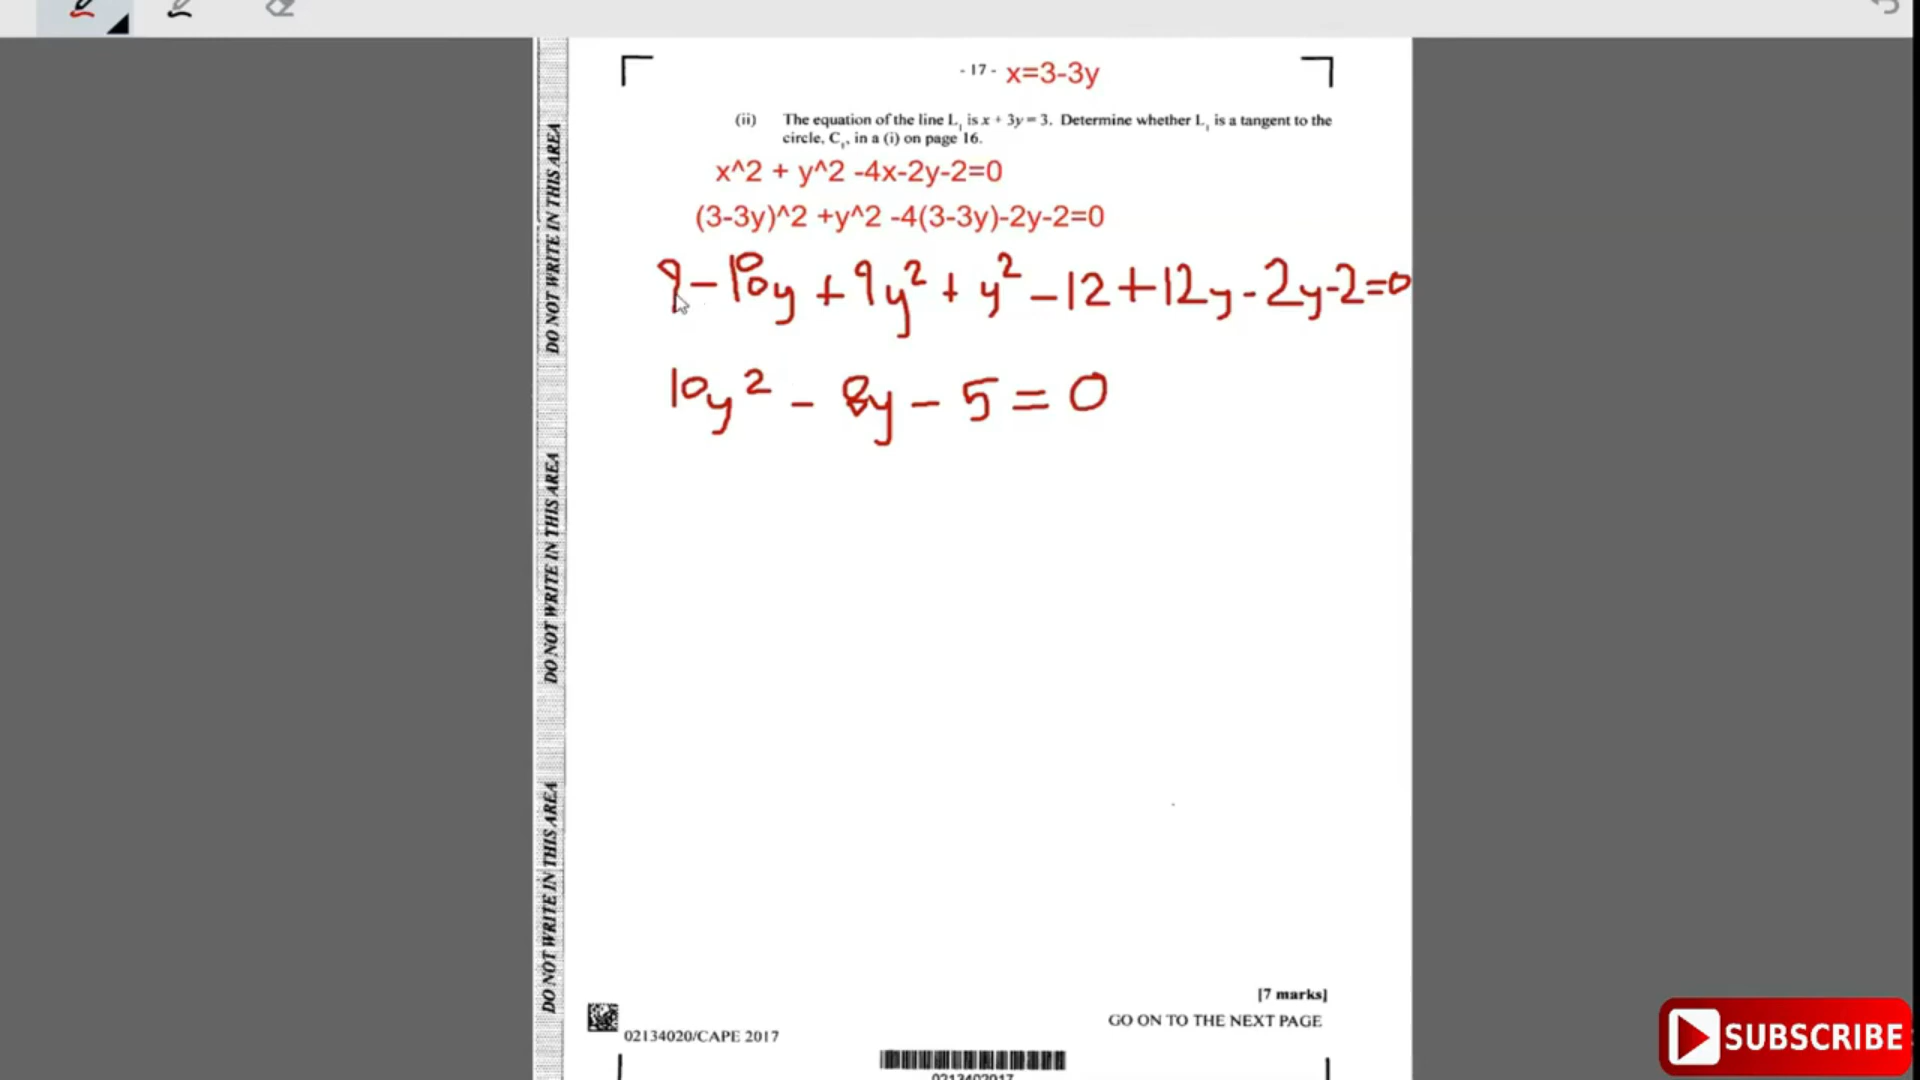 - 17 - x=3-3y
(ii) The equation of the line L₁ is x + 3y = 3. Determine whether L₁ is a tangent to the
circle, C₁, in a (i) on page 16.
x^2 + y^2 -4x-2y-2=0
(3-3y)^2 +y^2 -4(3-3y)-2y-2=0
9 - 18y + 9y² + y² - 12 + 12y - 2y - 2 = 0
10y² - 8y - 5 = 0
DO NOT WRITE IN THIS AREA
DO NOT WRITE IN THIS AREA
DO NOT WRITE IN THIS AREA
[7 marks]
GO ON TO THE NEXT PAGE
02134020/CAPE 2017
SUBSCRIBE